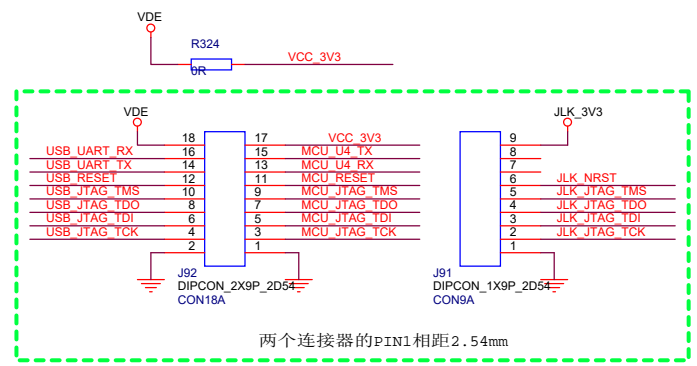 VDE
R324
0R
VCC_3V3
VDE
JLK_3V3
18 17 VCC_3V3
USB_UART_RX 16 15 MCU_U4_TX
USB_UART_TX 14 13 MCU_U4_RX
USB_RESET 12 11 MCU_RESET
USB_JTAG_TMS 10 9 MCU_JTAG_TMS
USB_JTAG_TDO 8 7 MCU_JTAG_TDO
USB_JTAG_TDI 6 5 MCU_JTAG_TDI
USB_JTAG_TCK 4 3 MCU_JTAG_TCK
2 1
J92
DIPCON_2X9P_2D54
CON18A
9
8
7
6 JLK_NRST
5 JLK_JTAG_TMS
4 JLK_JTAG_TDO
3 JLK_JTAG_TDI
2 JLK_JTAG_TCK
1
J91
DIPCON_1X9P_2D54
CON9A
两个连接器的PIN1相距2.54mm